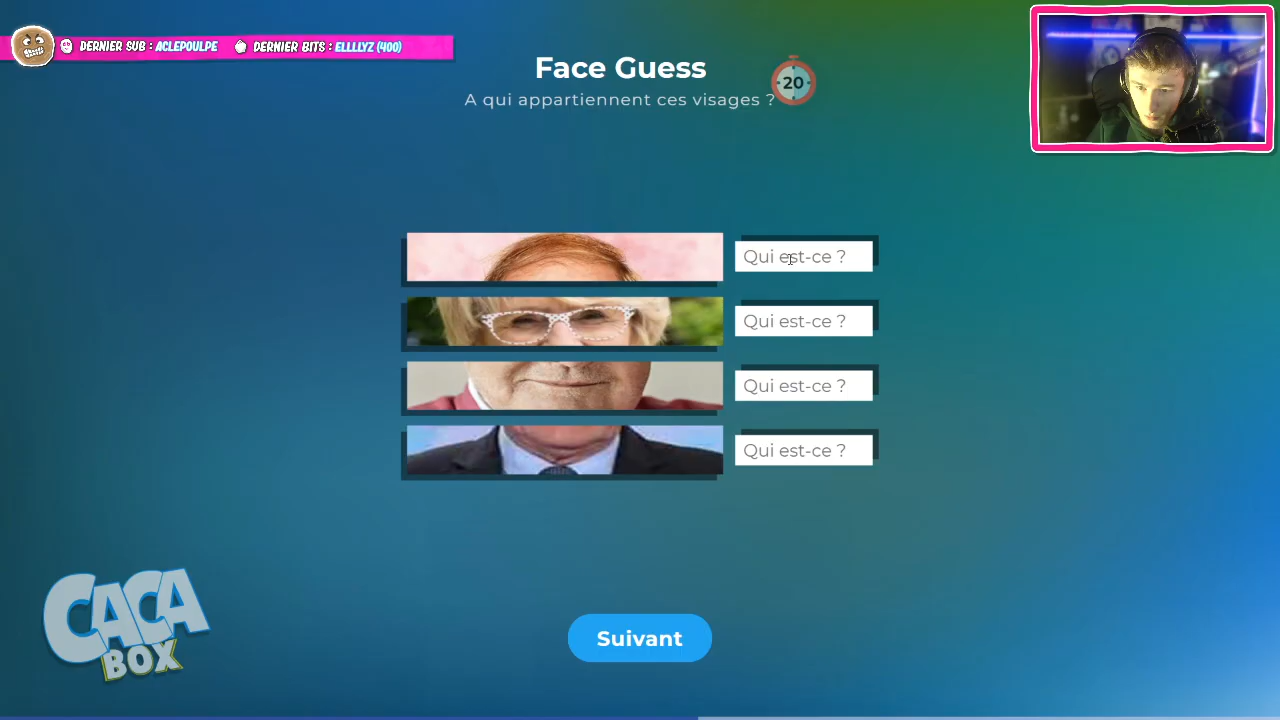 DERNIER SUB : ACLEPOULPE DERNIER BITS : ELLLLYZ (400)
Face Guess
20
A qui appartiennent ces visages ?
Qui est-ce ?
Qui est-ce ?
Qui est-ce ?
Qui est-ce ?
CACA
BOX
Suivant